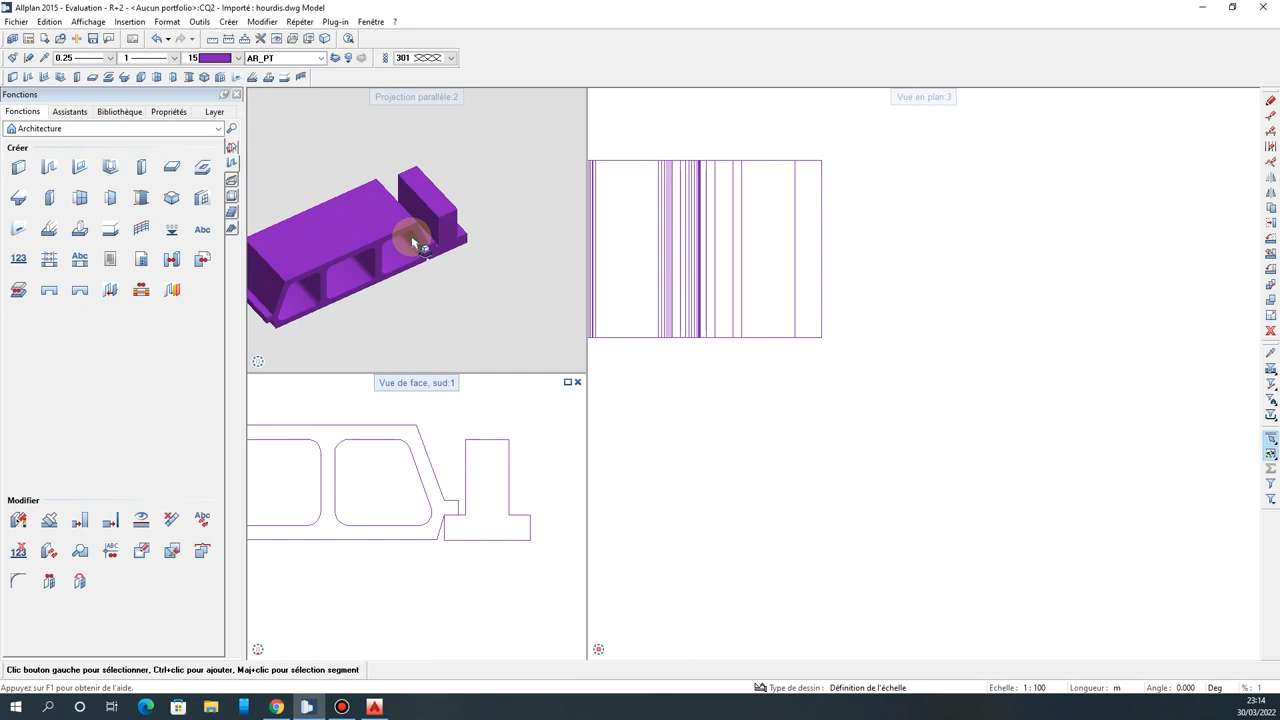 Allplan 2015 - Evaluation - R+2 - <Aucun portfolio>:CQ2 - Importé : hourdis.dwg Model
Fichier Edition Affichage Insertion Format Outils Créer Modifier Répéter Plug-in Fenêtre ?
0.25 1 15 AR_PT 301
Fonctions
Fonctions Assistants Bibliothèque Propriétés Layer
Architecture
Créer
Abc
123 Abc
Modifier
Abc
123 ABC
Projection parallèle:2
Vue en plan:3
Vue de face, sud:1
Clic bouton gauche pour sélectionner, Ctrl+clic pour ajouter, Maj+clic pour sélection segment
Appuyez sur F1 pour obtenir de l'aide. Type de dessin : Définition de l'échelle Echelle : 1 : 100 Longueur : m Angle : 0.000 Deg % : 1
23:14
30/03/2022